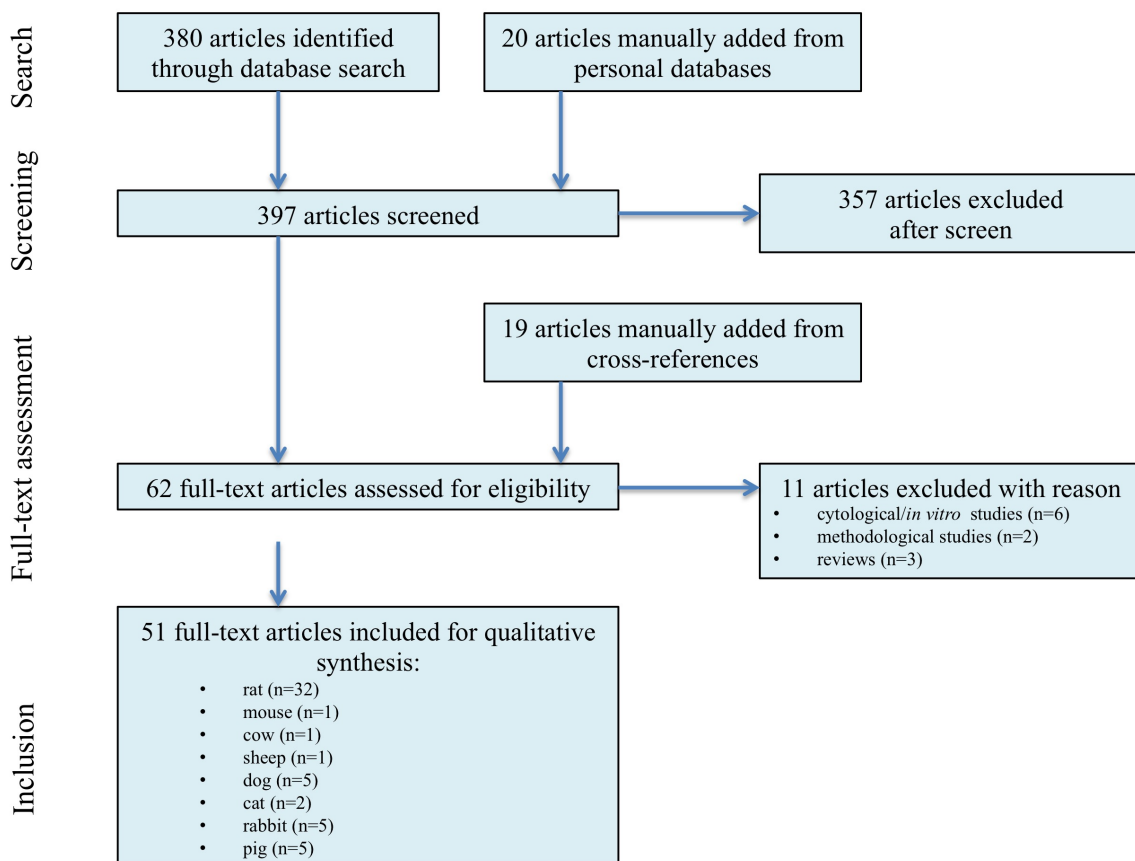 Search
380 articles identified
through database search
20 articles manually added from
personal databases
Screening
397 articles screened
357 articles excluded
after screen
19 articles manually added from
cross-references
Full-text assessment
62 full-text articles assessed for eligibility
11 articles excluded with reason
• cytological/in vitro studies (n=6)
• methodological studies (n=2)
• reviews (n=3)
Inclusion
51 full-text articles included for qualitative
synthesis:
• rat (n=32)
• mouse (n=1)
• cow (n=1)
• sheep (n=1)
• dog (n=5)
• cat (n=2)
• rabbit (n=5)
• pig (n=5)